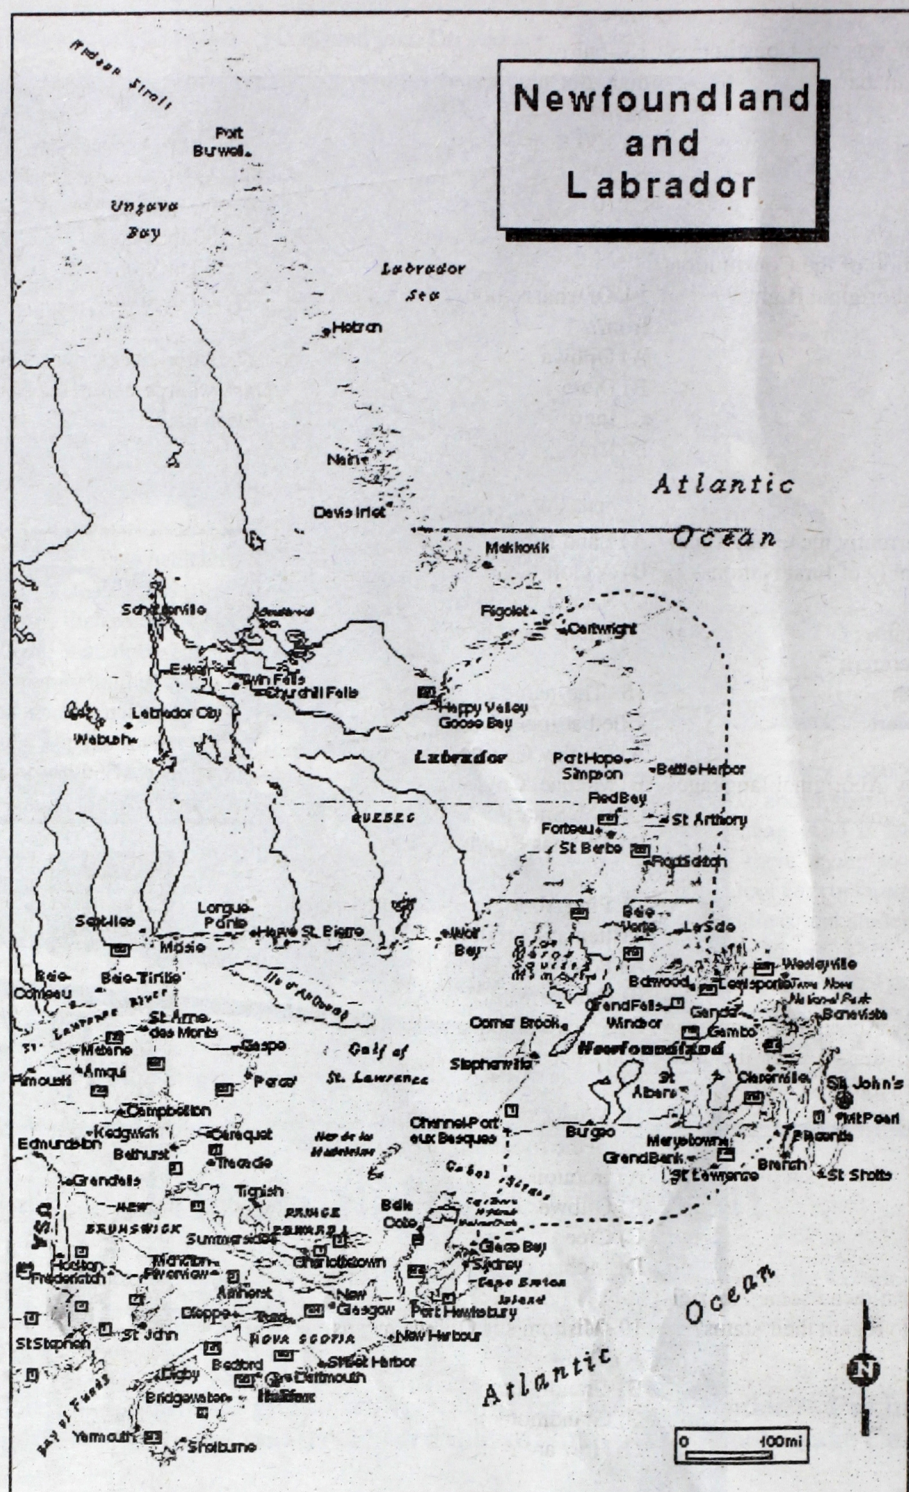 Newfoundland
and
Labrador
Hudson Strait
Port
Burwell
Ungava
Bay
Labrador
Sea
Hebron
Nain
Davis Inlet
Atlantic
Ocean
Makkovik
Rigolet
Cartwright
Schefferville
Esker
Twin Falls
Churchill Falls
Labrador City
Wabush
Happy Valley
Goose Bay
Labrador
Port Hope
Simpson
Battle Harbor
Red Bay
QUEBEC
St Anthony
Forteau
St Barbe
Roddickton
Longue-
Pointe
Sept-Iles
Moisie
Havre St. Pierre
Wolf
Bay
Baie
Verte
La Scie
Gros
Morne
Baie-
Comeau
Baie-Trinite
Ile d'Anticosti
Botwood
Lewisporte
Wesleyville
Terra Nova
National Park
Bonavista
Grand Falls
Windsor
Gander
Gambo
St. Lawrence River
St. Anne
des Monts
Corner Brook
Newfoundland
Matane
Gaspe
Gulf of
St. Lawrence
Stephenville
Rimouski
Amqui
Perce
St
Albans
Clarenville
St John's
Campbellton
Channel-Port
aux Basques
Burgeo
Mt Pearl
Edmundston
Kedgwick
Caraquet
Bathurst
Tracadie
Marystown
Placentia
Grand Bank
Branch
St Lawrence
St Shotts
Cabot Strait
Tignish
NEW
BRUNSWICK
PRINCE
EDWARD I.
Summerside
Belle
Cote
USA
Charlottetown
Glace Bay
Sydney
Cape Breton
Island
Fredericton
Moncton
Riverview
Amherst
New
Glasgow
Port Hawksbury
Dieppe
Truro
St Stephen
St John
NOVA SCOTIA
New Harbour
Atlantic
Ocean
Digby
Bedford
Sheet Harbor
Dartmouth
Halifax
Bridgewater
Bay of Fundy
Yarmouth
Shelburne
N
0 100mi